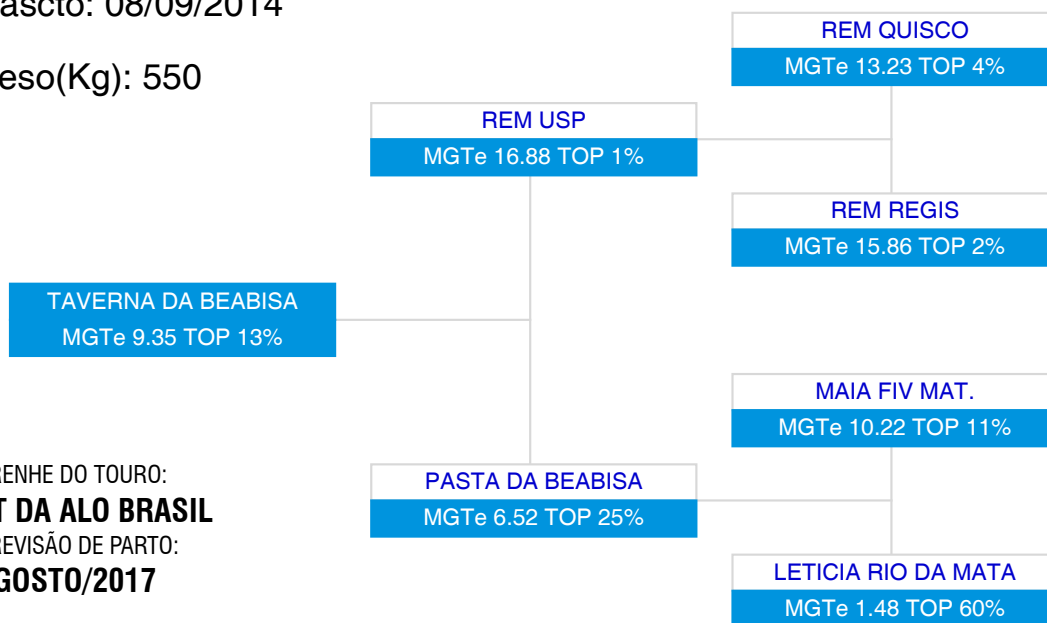 ascto: 08/09/2014
eso(Kg): 550
REM QUISCO
MGTe 13.23 TOP 4%
REM USP
MGTe 16.88 TOP 1%
REM REGIS
MGTe 15.86 TOP 2%
TAVERNA DA BEABISA
MGTe 9.35 TOP 13%
MAIA FIV MAT.
MGTe 10.22 TOP 11%
PASTA DA BEABISA
MGTe 6.52 TOP 25%
LETICIA RIO DA MATA
MGTe 1.48 TOP 60%
RENHE DO TOURO:
T DA ALO BRASIL
REVISÃO DE PARTO:
GOSTO/2017